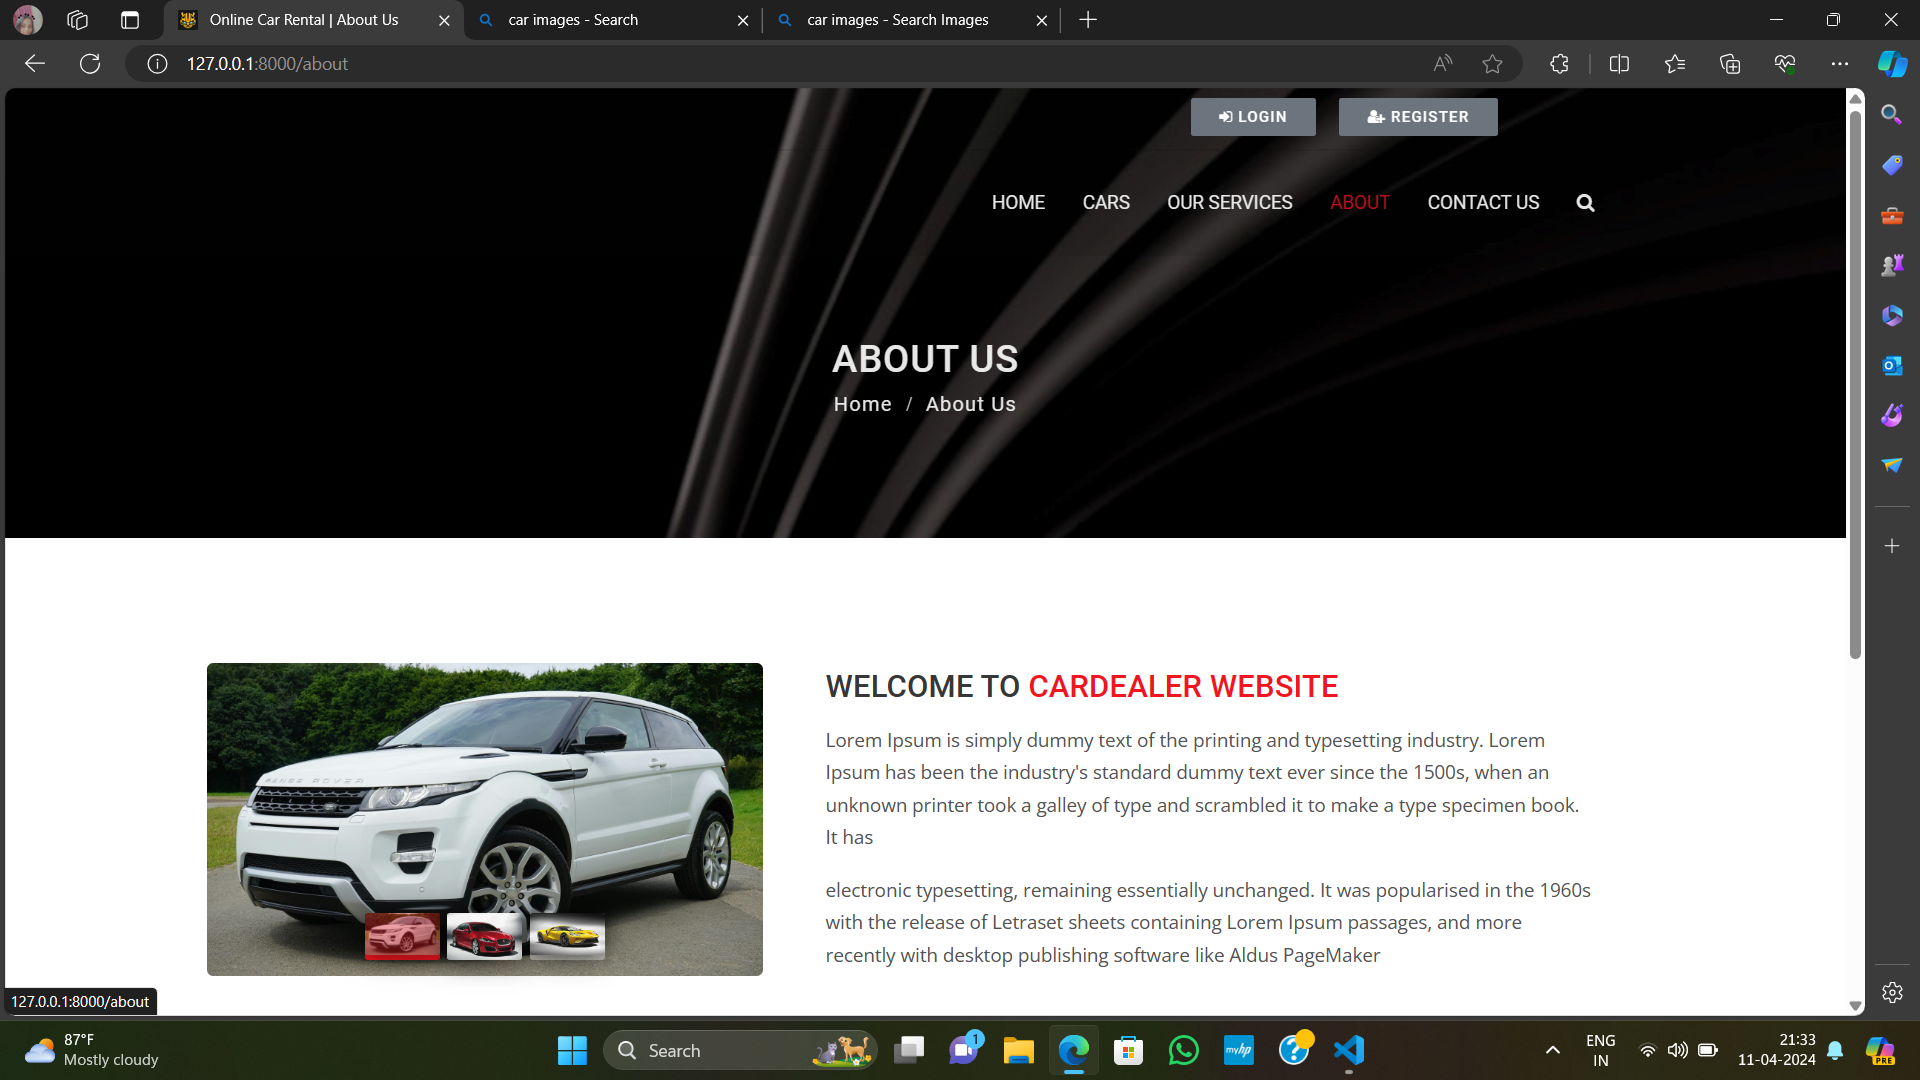 Online Car Rental | About Us
car images - Search
car images - Search Images
127.0.0.1:8000/about
LOGIN
REGISTER
HOME
CARS
OUR SERVICES
ABOUT
CONTACT US
ABOUT US
Home / About Us
RANGE ROVER
WELCOME TO CARDEALER WEBSITE
Lorem Ipsum is simply dummy text of the printing and typesetting industry. Lorem
Ipsum has been the industry's standard dummy text ever since the 1500s, when an
unknown printer took a galley of type and scrambled it to make a type specimen book.
It has
electronic typesetting, remaining essentially unchanged. It was popularised in the 1960s
with the release of Letraset sheets containing Lorem Ipsum passages, and more
recently with desktop publishing software like Aldus PageMaker
127.0.0.1:8000/about
87°F
Mostly cloudy
Search
1
myhp
ENG
IN
21:33
11-04-2024
PRE